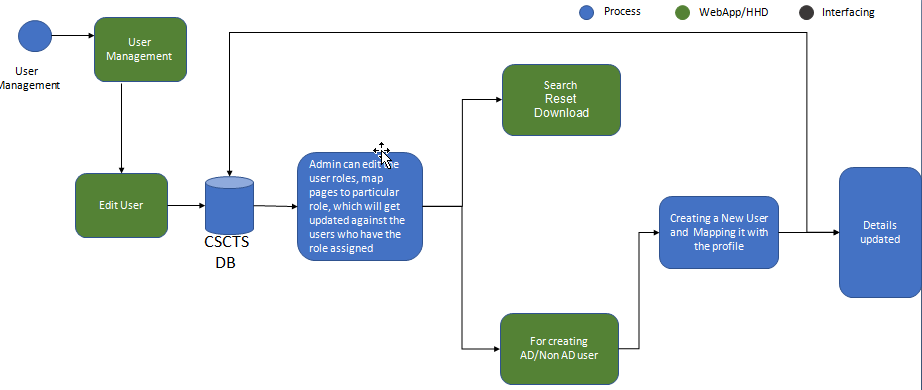 Process
WebApp/HHD
Interfacing
User
Management
User
Management
Search
Reset
Download
Admin can edit the
user roles, map
pages to particular
role, which will get
updated against the
users who have the
role assigned
Edit User
CSCTS
DB
Creating a New User
and Mapping it with
the profile
Details
updated
For creating
AD/Non AD user